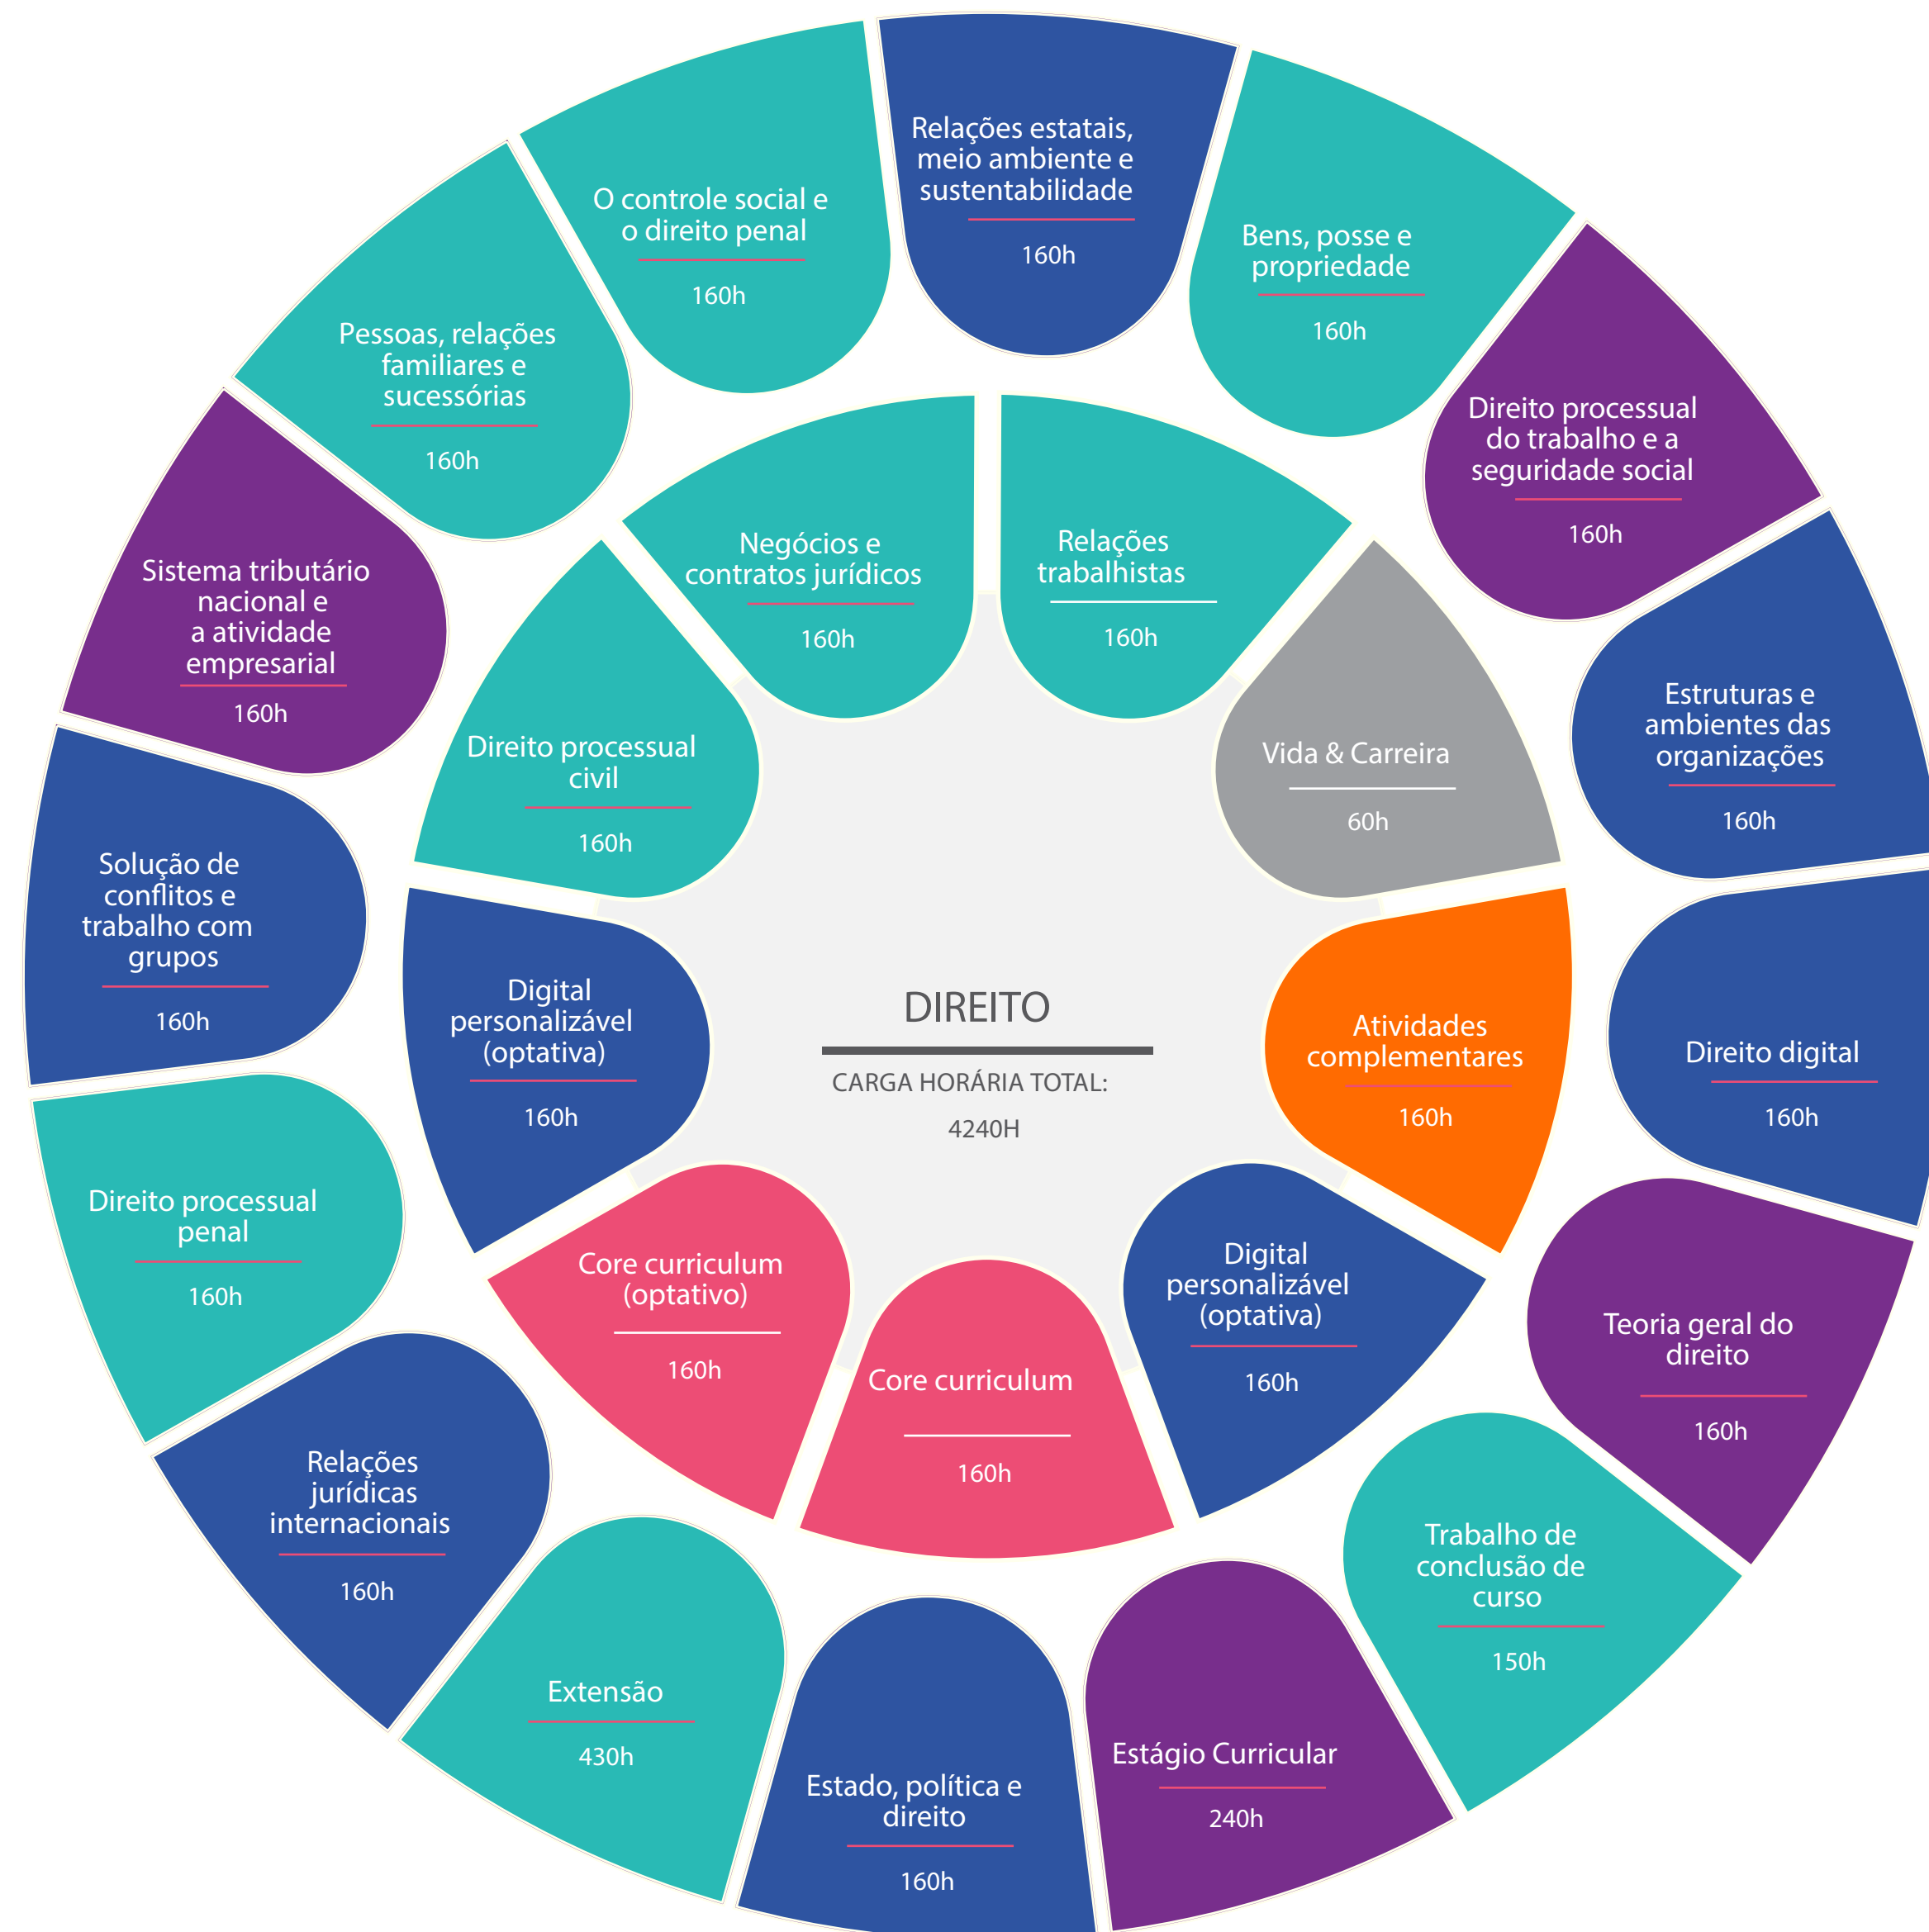 Relações estatais,
meio ambiente e
sustentabilidade
160h
Bens, posse e
propriedade
160h
Direito processual
do trabalho e a
seguridade social
160h
Estruturas e
ambientes das
organizações
160h
Direito digital
160h
Teoria geral do
direito
160h
Trabalho de
conclusão de
curso
150h
Estágio Curricular
240h
Estado, política e
direito
160h
Extensão
430h
Relações
jurídicas
internacionais
160h
Direito processual
penal
160h
Solução de
conflitos e
trabalho com
grupos
160h
Sistema tributário
nacional e
a atividade
empresarial
160h
Pessoas, relações
familiares e
sucessórias
160h
O controle social e
o direito penal
160h
Negócios e
contratos jurídicos
160h
Relações
trabalhistas
160h
Vida & Carreira
60h
Atividades
complementares
160h
Digital
personalizável
(optativa)
160h
Core curriculum
160h
Core curriculum
(optativo)
160h
Digital
personalizável
(optativa)
160h
Direito processual
civil
160h
DIREITO
CARGA HORÁRIA TOTAL:
4240H